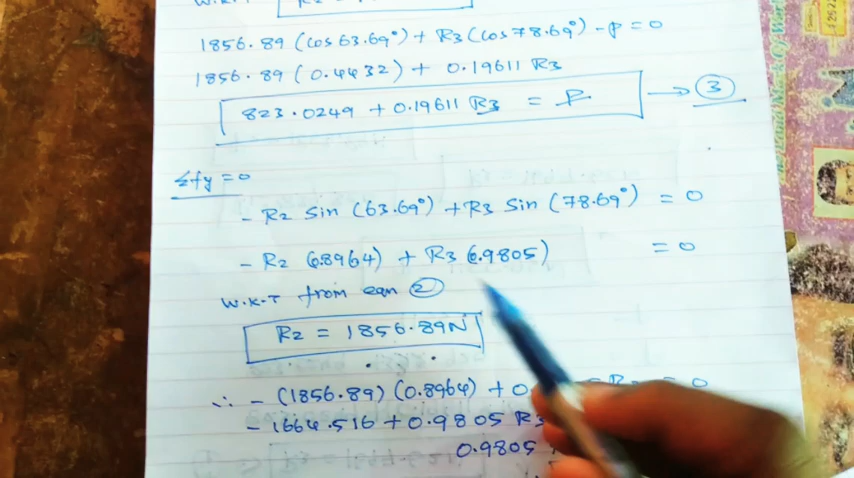 1856.89 (cos 63.69°) + R3 (cos 78.69°) - P = 0
1856.89 (0.4432) + 0.19611 R3
823.0249 + 0.19611 R3 = P → 3
Σfy = 0
- R2 Sin (63.69°) + R3 Sin (78.69°) = 0
- R2 (0.8964) + R3 (0.9805) = 0
W.K.T from eqn 2
R2 = 1856.89N
∴ - (1856.89) (0.8964) + = 0
- 1664.516 + 0.9805 R3
0.9805